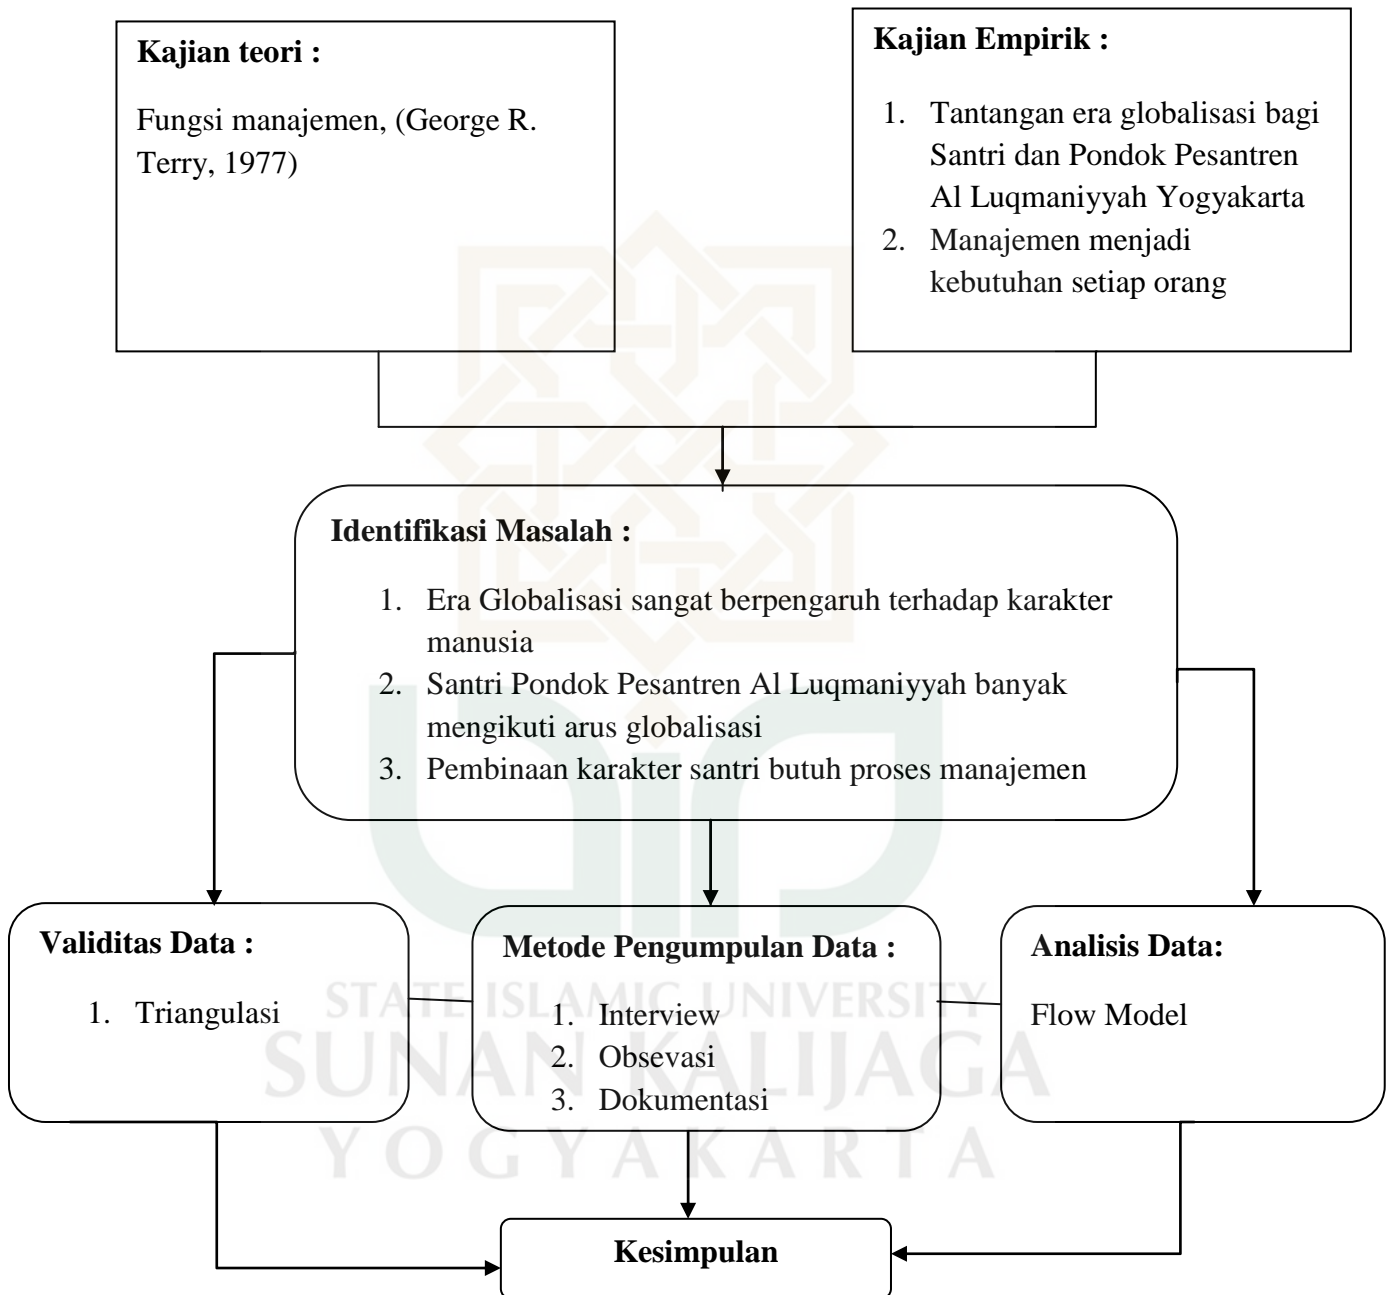 Kajian teori :
Fungsi manajemen, (George R.
Terry, 1977)
Kajian Empirik :
1. Tantangan era globalisasi bagi
Santri dan Pondok Pesantren
Al Luqmaniyyah Yogyakarta
2. Manajemen menjadi
kebutuhan setiap orang
Identifikasi Masalah :
1. Era Globalisasi sangat berpengaruh terhadap karakter
manusia
2. Santri Pondok Pesantren Al Luqmaniyyah banyak
mengikuti arus globalisasi
3. Pembinaan karakter santri butuh proses manajemen
Validitas Data :
1. Triangulasi
Metode Pengumpulan Data :
1. Interview
2. Obsevasi
3. Dokumentasi
Analisis Data:
Flow Model
STATE ISLAMIC UNIVERSITY
SUNAN KALIJAGA
YOGYAKARTA
Kesimpulan